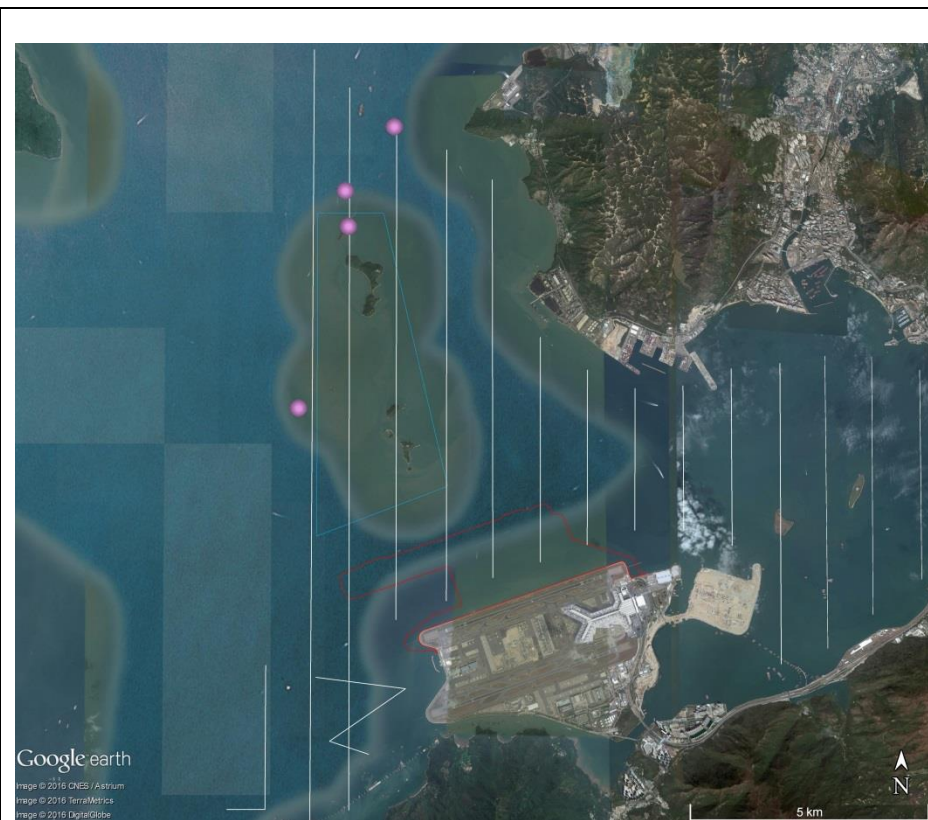 Google earth
Image © 2016 CNES / Astrium
Image © 2016 TerraMetrics
Image © 2016 DigitalGlobe
N
5 km